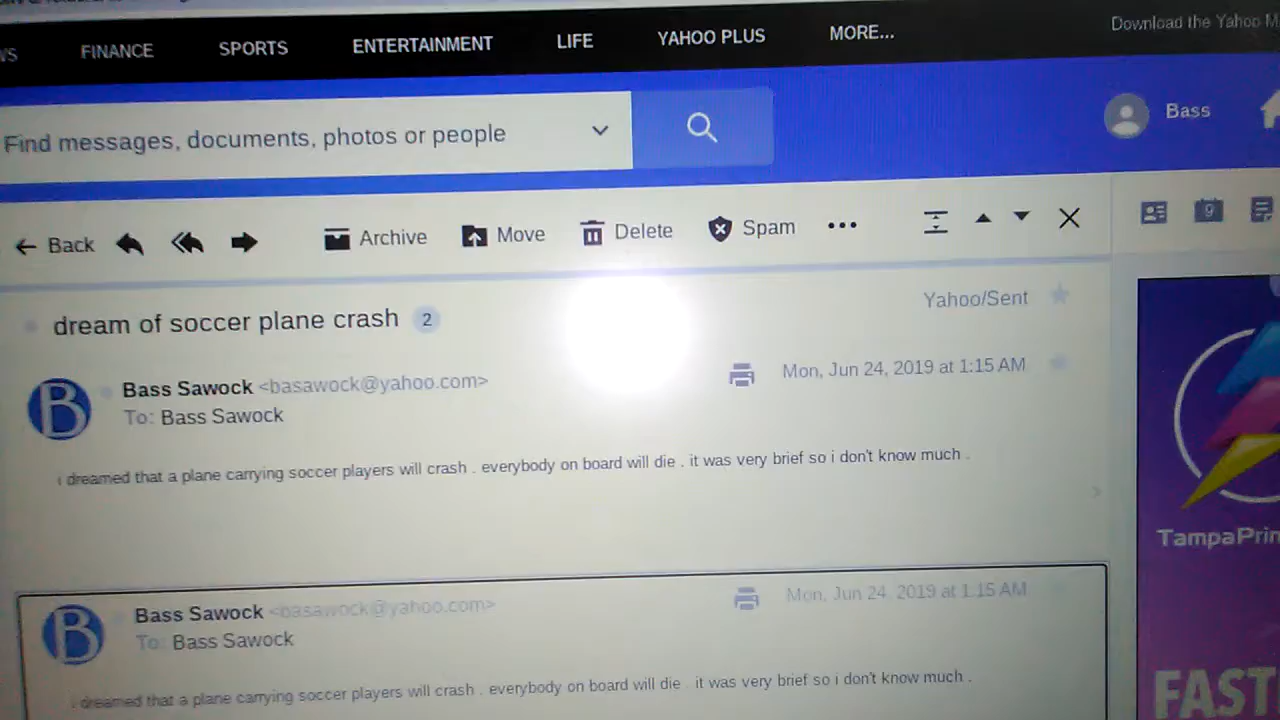 FINANCE SPORTS ENTERTAINMENT LIFE YAHOO PLUS MORE... Download the Yahoo
Find messages, documents, photos or people
Bass
Back Archive Move Delete Spam 9
dream of soccer plane crash 2 Yahoo/Sent
B Bass Sawock <basawock@yahoo.com> Mon, Jun 24, 2019 at 1:15 AM
To: Bass Sawock
i dreamed that a plane carrying soccer players will crash . everybody on board will die . it was very brief so i don't know much .
TampaPrin
B Bass Sawock <basawock@yahoo.com> Mon, Jun 24, 2019 at 1:15 AM
To: Bass Sawock
i dreamed that a plane carrying soccer players will crash . everybody on board will die . it was very brief so i don't know much .
FAST